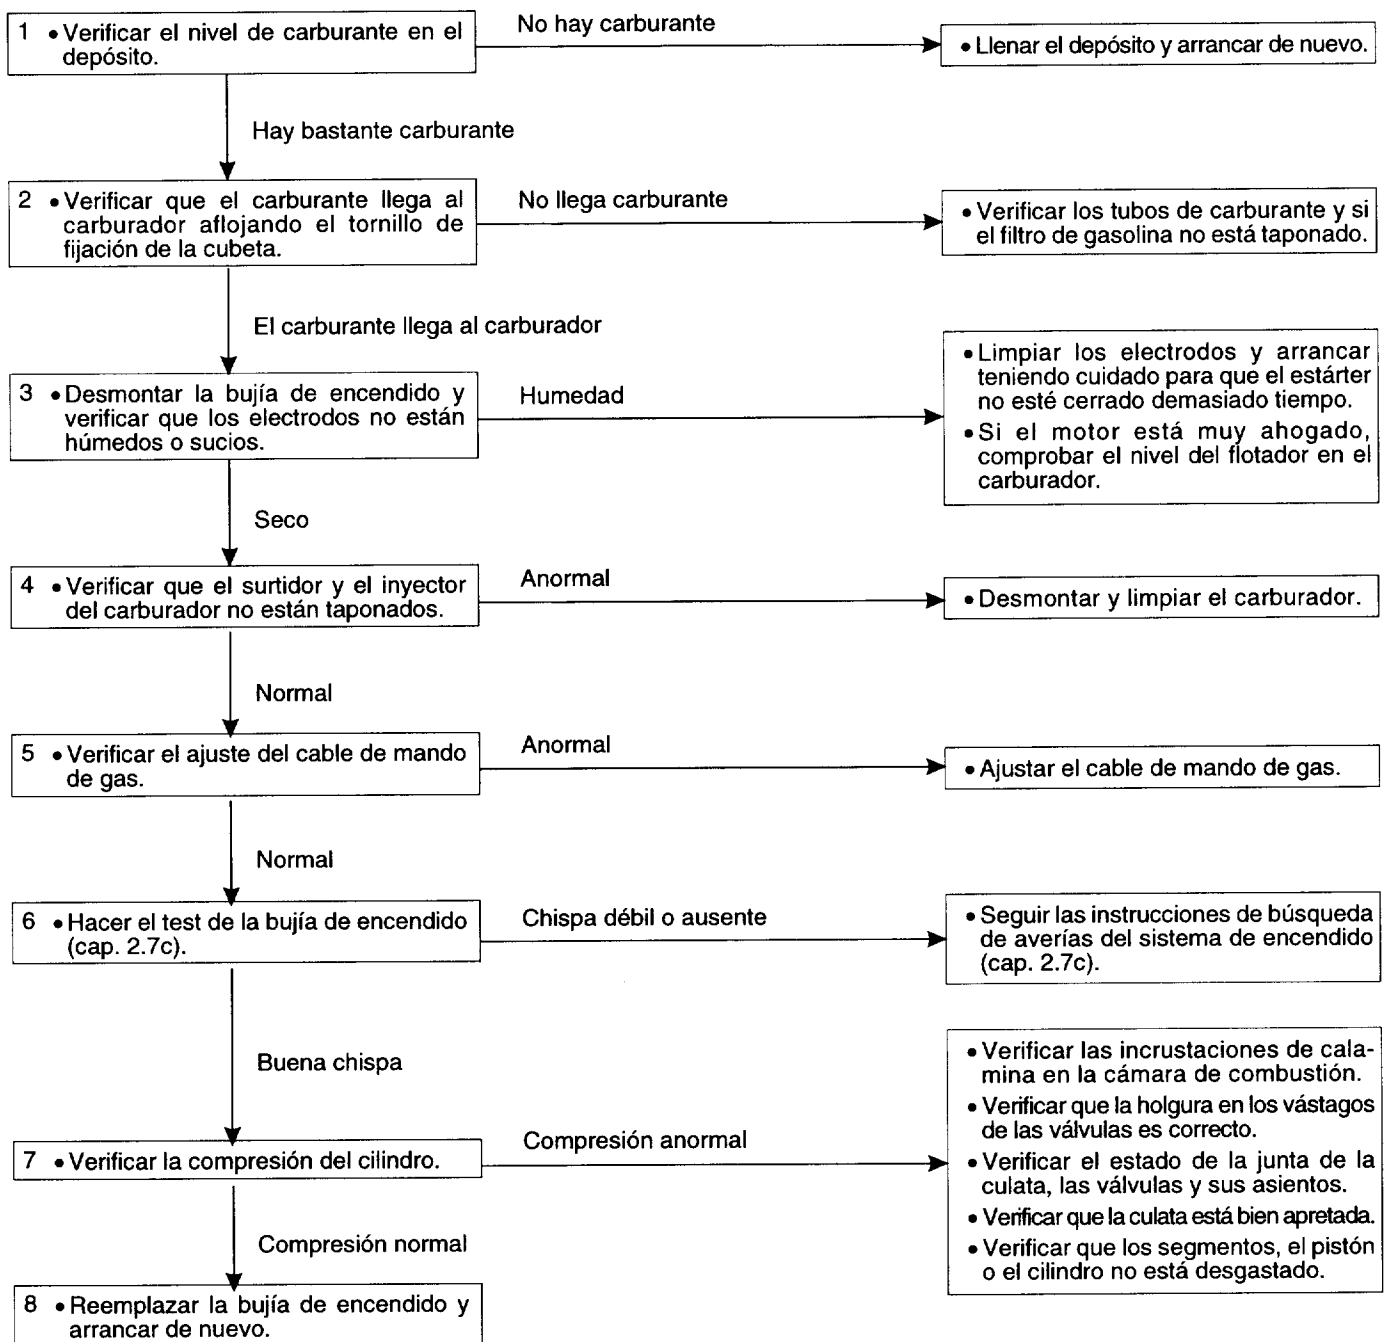 1 • Verificar el nivel de carburante en el
depósito.
No hay carburante
• Llenar el depósito y arrancar de nuevo.
Hay bastante carburante
2 • Verificar que el carburante llega al
carburador aflojando el tornillo de
fijación de la cubeta.
No llega carburante
• Verificar los tubos de carburante y si
el filtro de gasolina no está taponado.
El carburante llega al carburador
3 • Desmontar la bujía de encendido y
verificar que los electrodos no están
húmedos o sucios.
Humedad
• Limpiar los electrodos y arrancar
teniendo cuidado para que el estárter
no esté cerrado demasiado tiempo.
• Si el motor está muy ahogado,
comprobar el nivel del flotador en el
carburador.
Seco
4 • Verificar que el surtidor y el inyector
del carburador no están taponados.
Anormal
• Desmontar y limpiar el carburador.
Normal
5 • Verificar el ajuste del cable de mando
de gas.
Anormal
• Ajustar el cable de mando de gas.
Normal
6 • Hacer el test de la bujía de encendido
(cap. 2.7c).
Chispa débil o ausente
• Seguir las instrucciones de búsqueda
de averías del sistema de encendido
(cap. 2.7c).
Buena chispa
7 • Verificar la compresión del cilindro.
Compresión anormal
• Verificar las incrustaciones de cala-
mina en la cámara de combustión.
• Verificar que la holgura en los vástagos
de las válvulas es correcto.
• Verificar el estado de la junta de la
culata, las válvulas y sus asientos.
• Verificar que la culata está bien apretada.
• Verificar que los segmentos, el pistón
o el cilindro no está desgastado.
Compresión normal
8 • Reemplazar la bujía de encendido y
arrancar de nuevo.